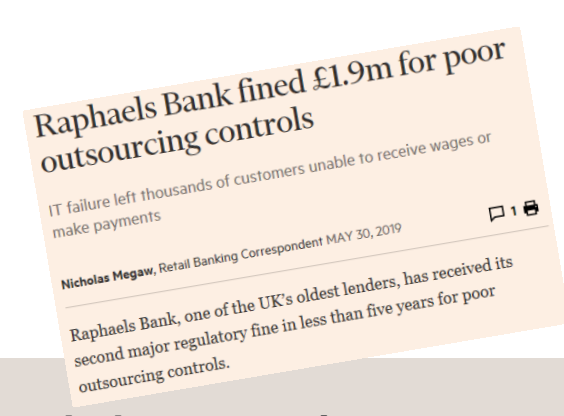 Raphaels Bank fined £1.9m for poor
outsourcing controls
IT failure left thousands of customers unable to receive wages or
make payments
1
Nicholas Megaw, Retail Banking Correspondent MAY 30, 2019
Raphaels Bank, one of the UK's oldest lenders, has received its
second major regulatory fine in less than five years for poor
outsourcing controls.